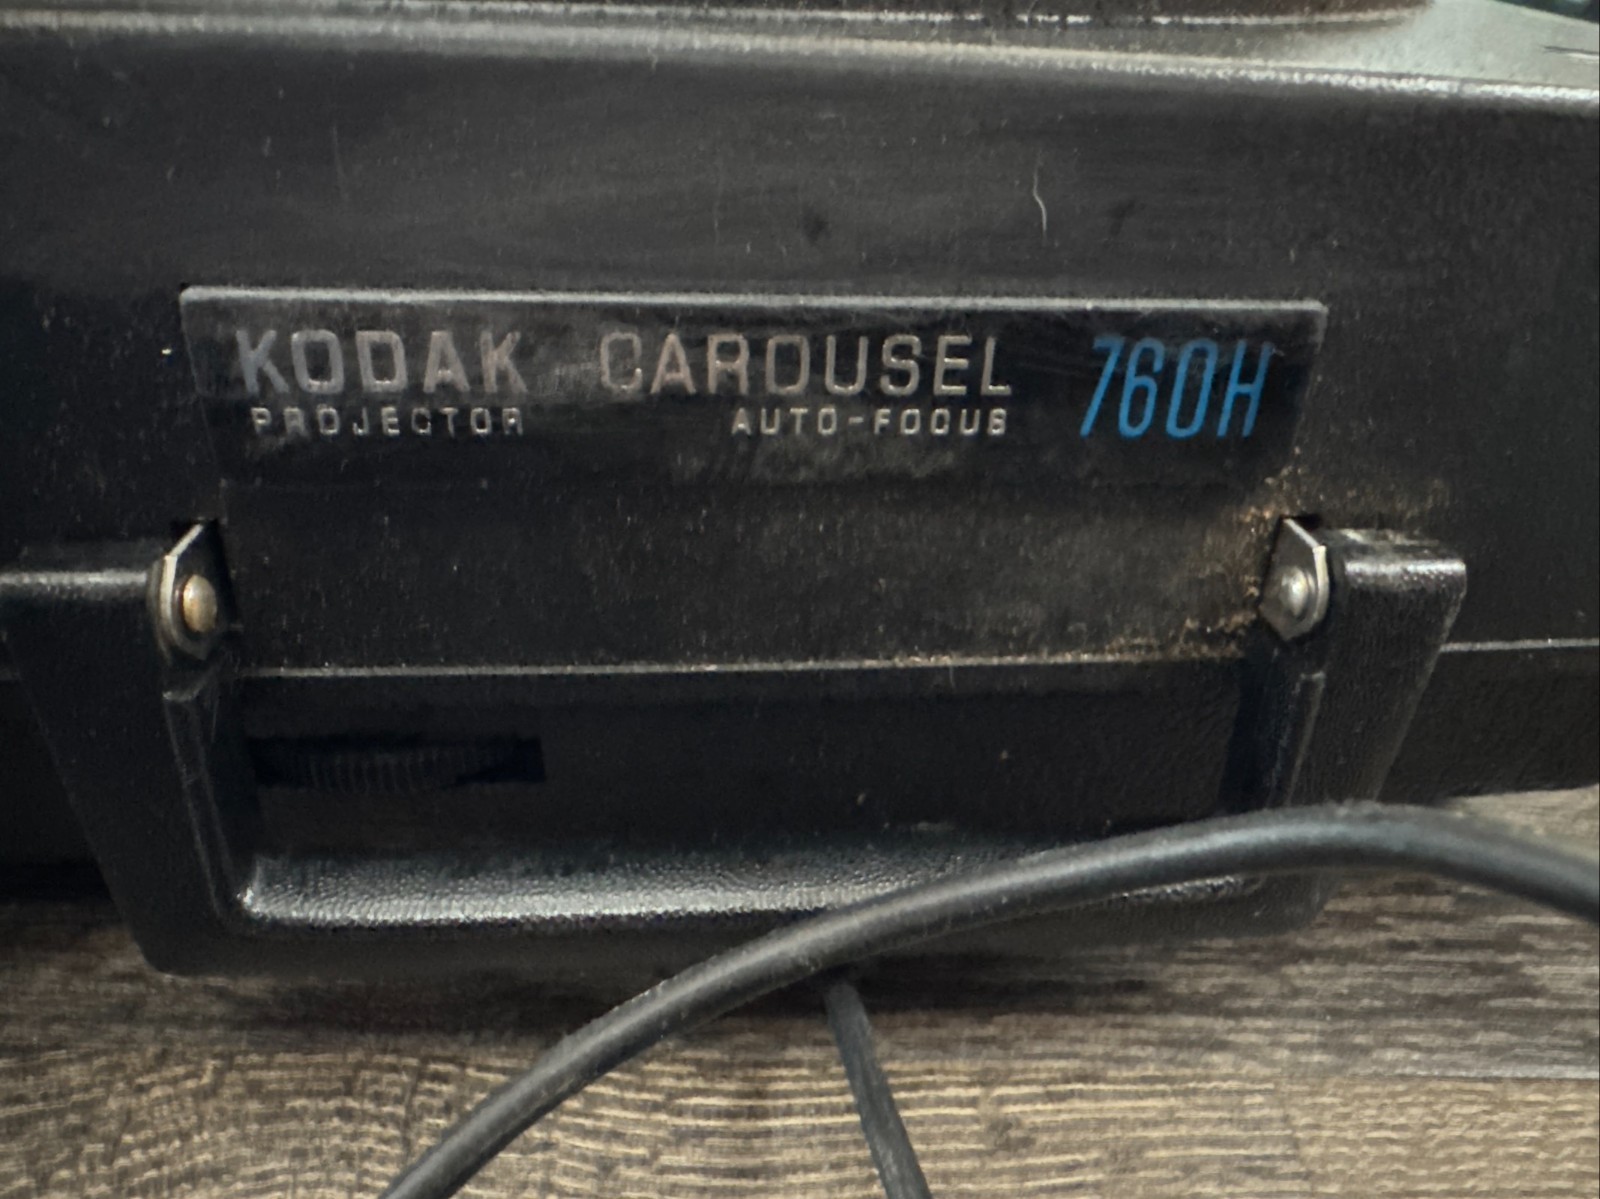 KODAK CAROUSEL 760H
PROJECTOR AUTO-FOCUS